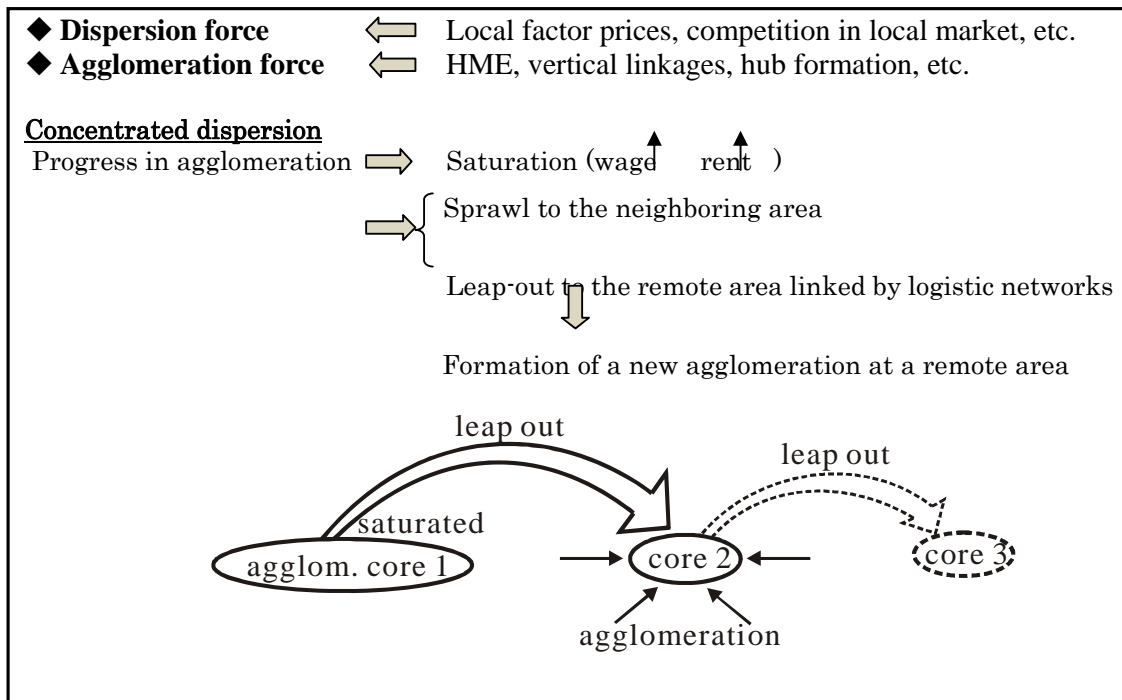 ◆ Dispersion force Local factor prices, competition in local market, etc.
◆ Agglomeration force HME, vertical linkages, hub formation, etc.
Concentrated dispersion
Progress in agglomeration Saturation (wage rent )
Sprawl to the neighboring area
Leap-out to the remote area linked by logistic networks
Formation of a new agglomeration at a remote area
leap out
leap out
saturated
agglom. core 1
core 2
core 3
agglomeration